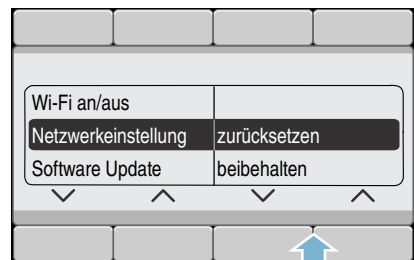 Wi-Fi an/aus
Netzwerkeinstellung zurücksetzen
Software Update beibehalten